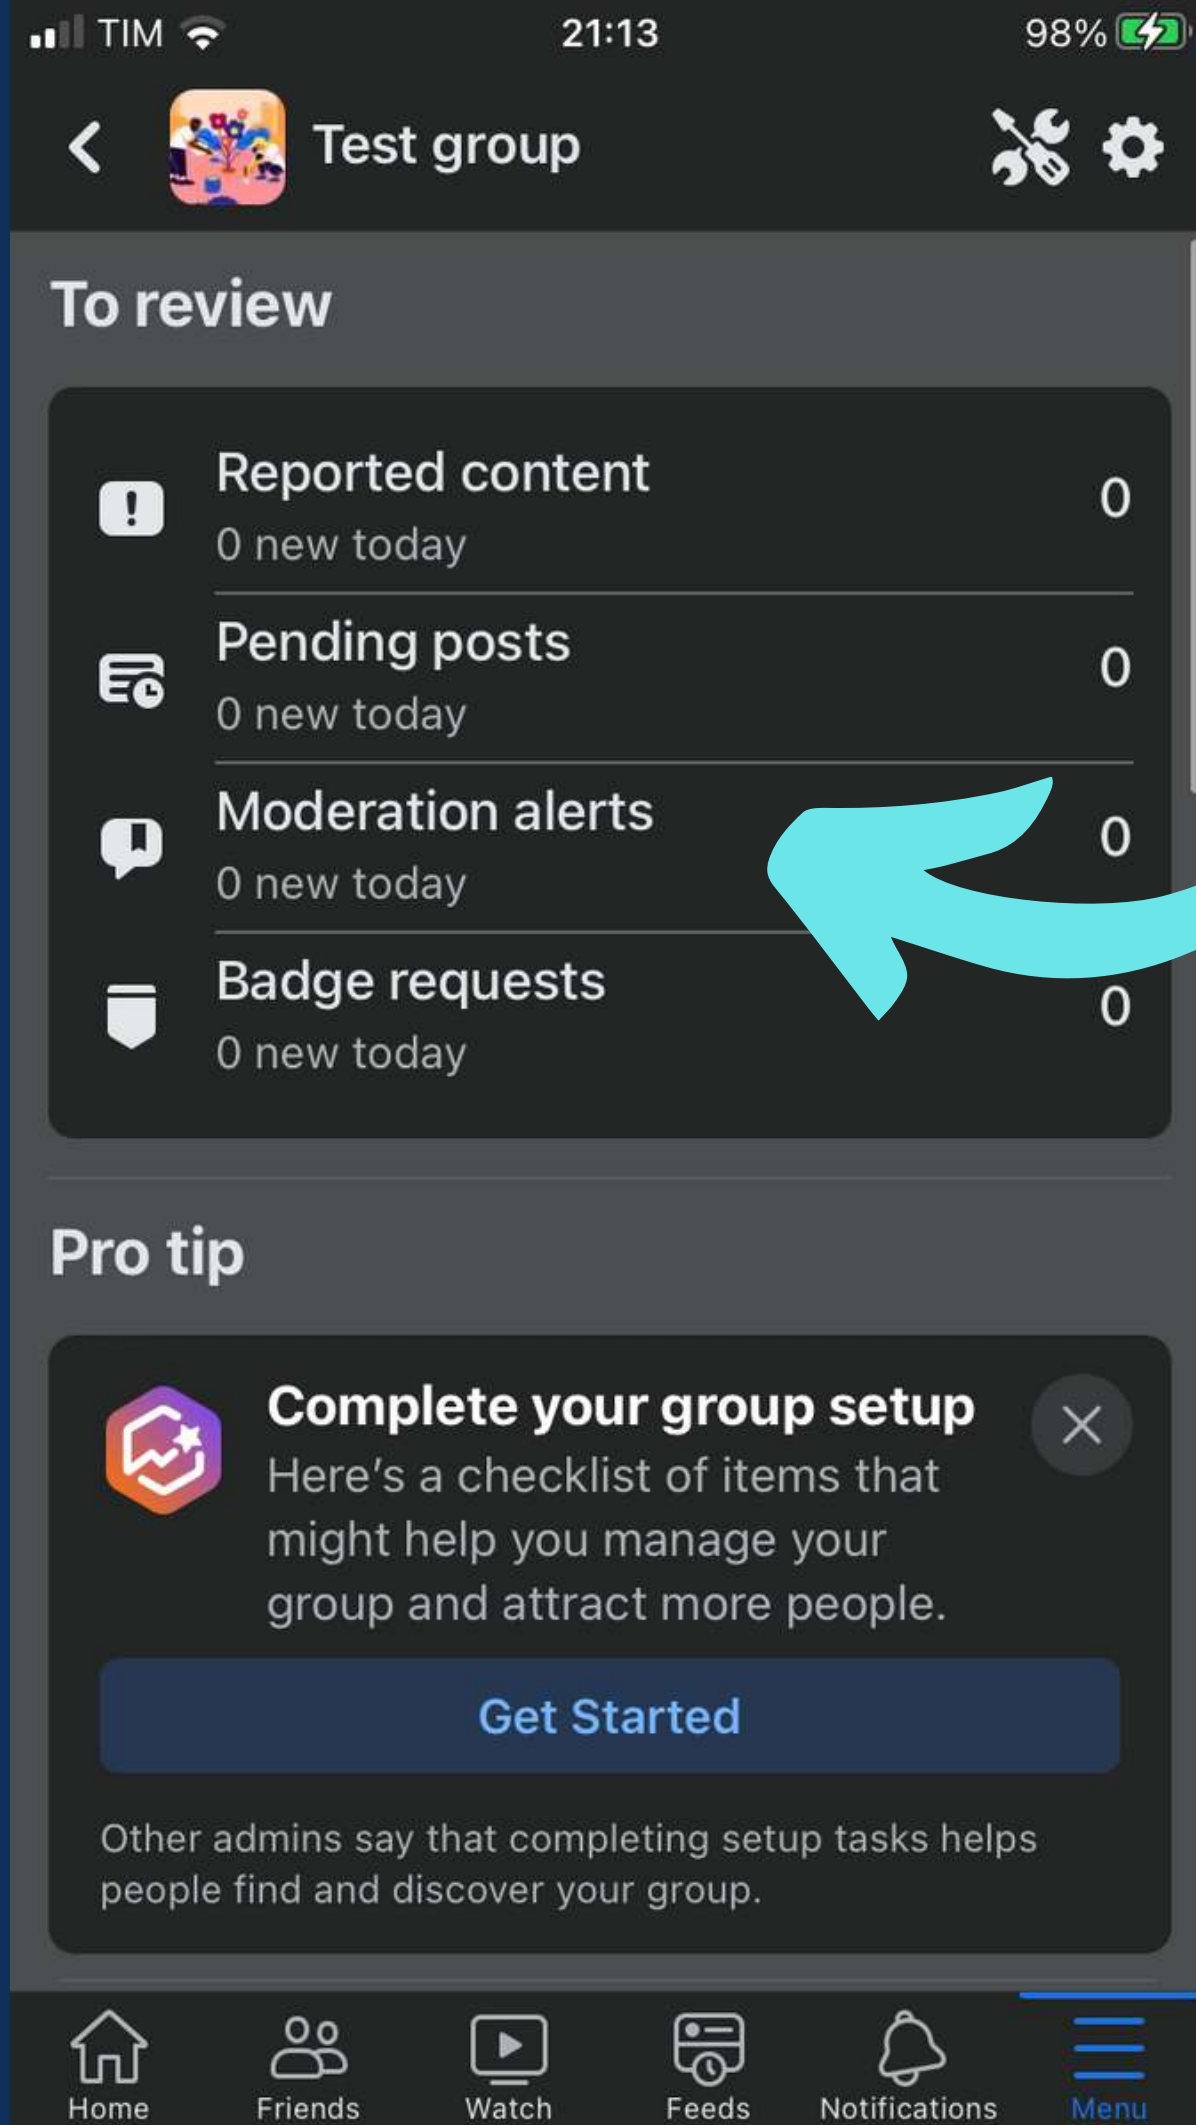 TIM 21:13 98%
Test group
To review
Reported content 0
0 new today
Pending posts 0
0 new today
Moderation alerts 0
0 new today
Badge requests 0
0 new today
Pro tip
Complete your group setup
Here’s a checklist of items that
might help you manage your
group and attract more people.
Get Started
Other admins say that completing setup tasks helps
people find and discover your group.
Home Friends Watch Feeds Notifications Menu